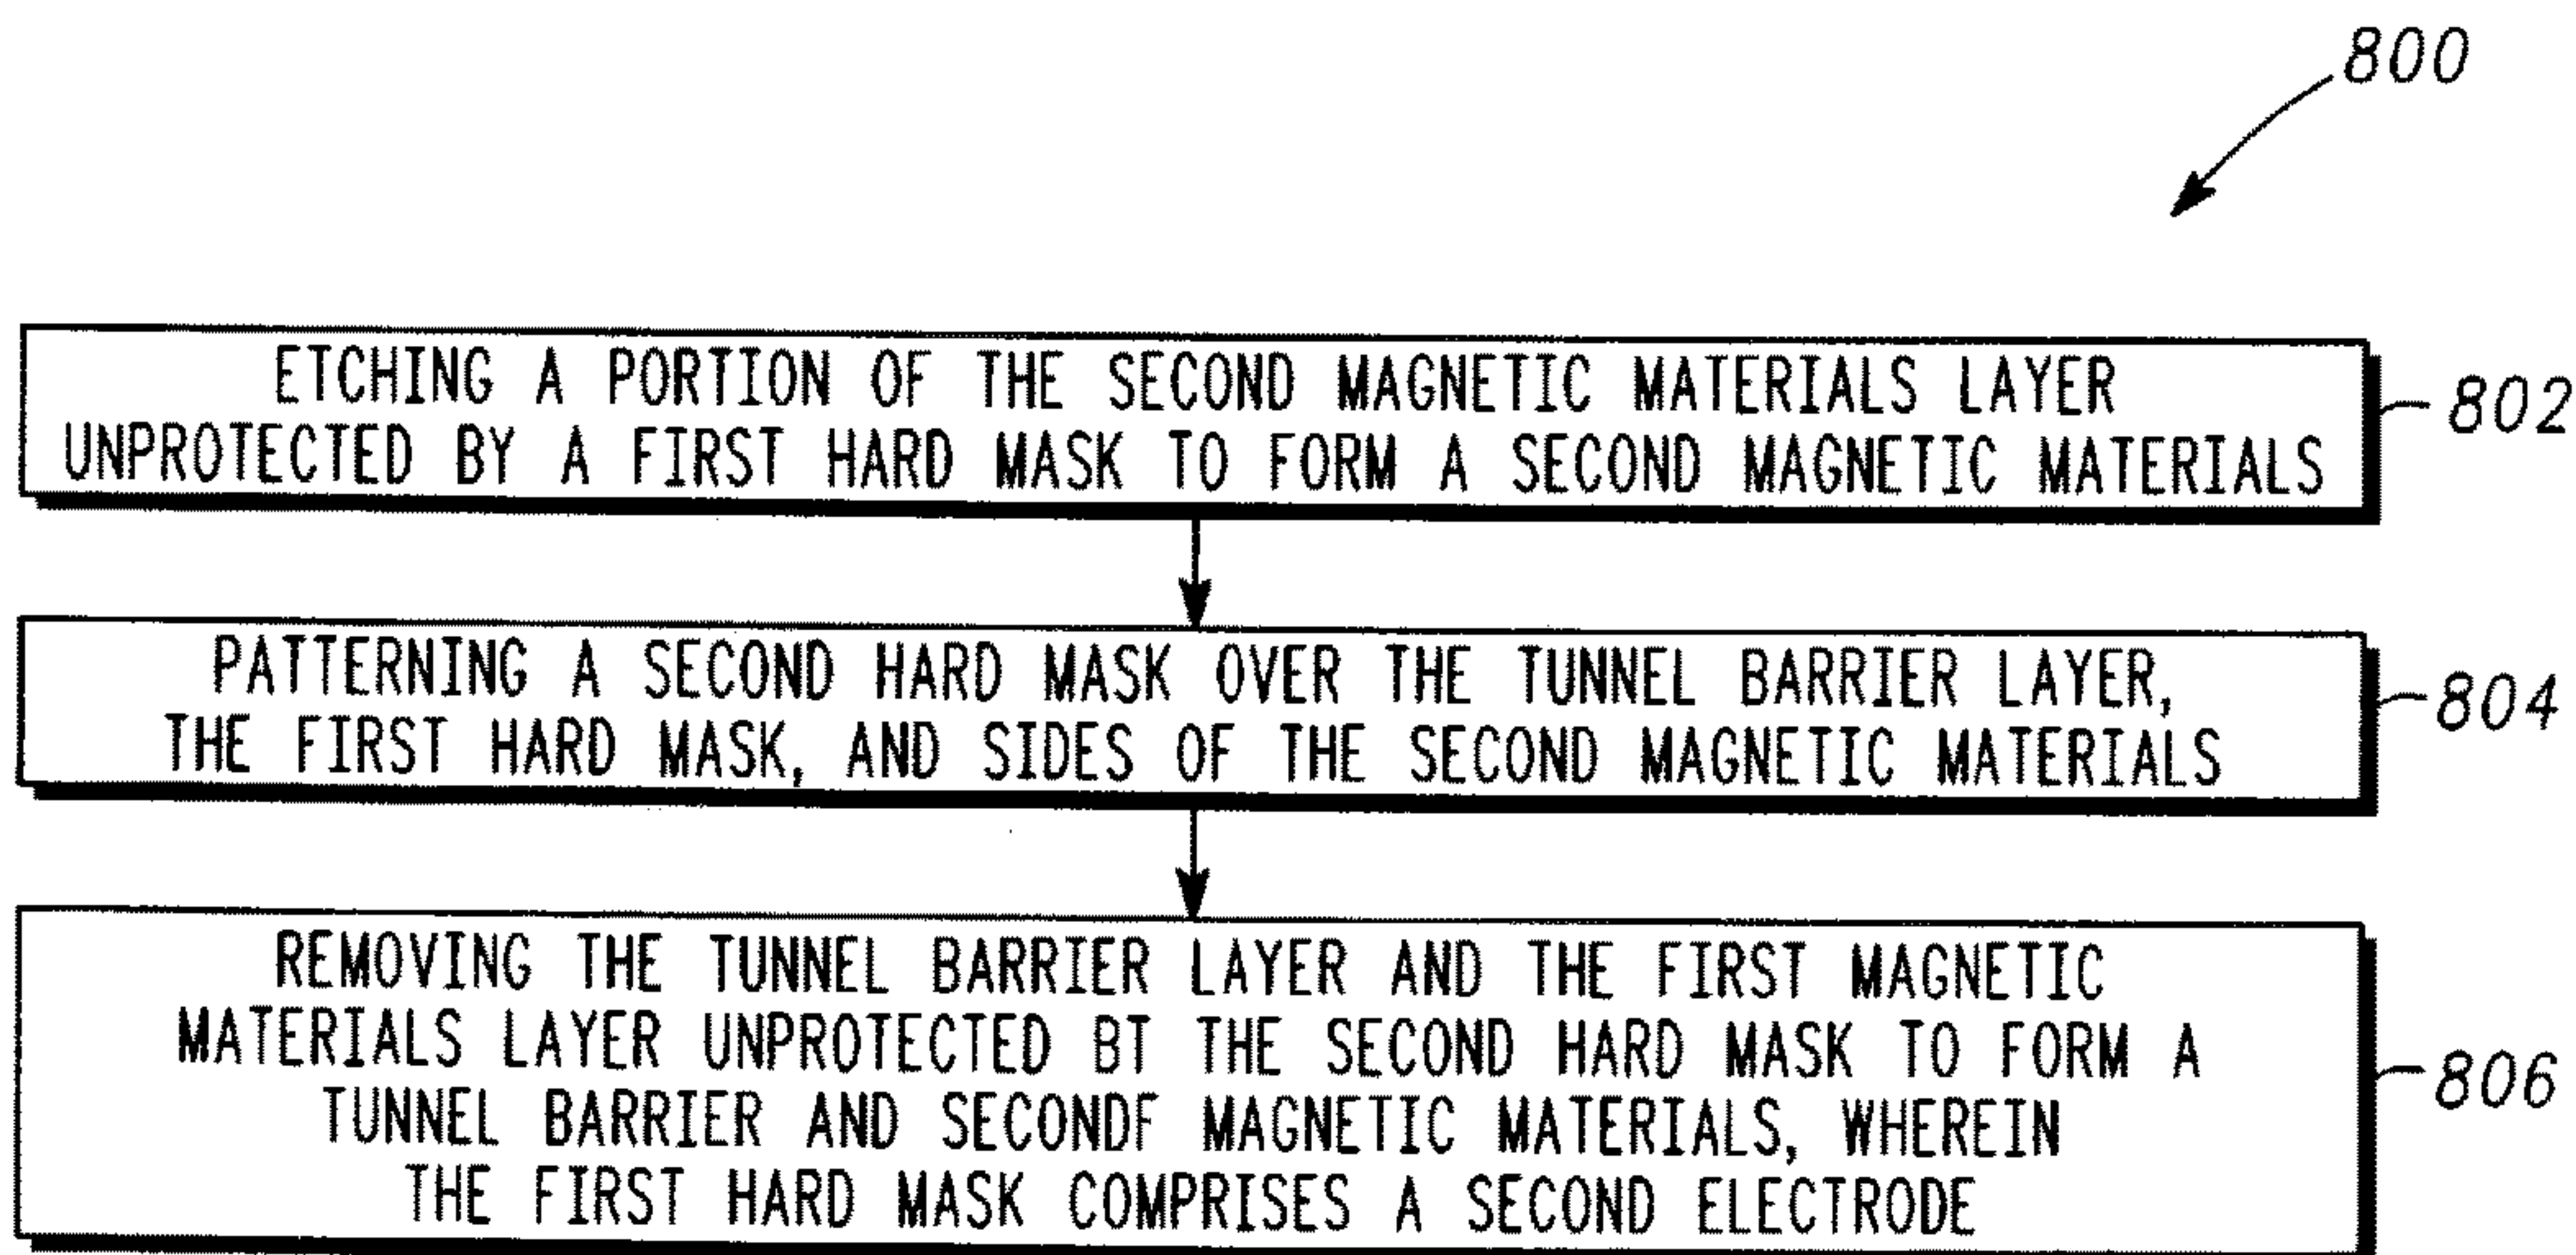 800
ETCHING A PORTION OF THE SECOND MAGNETIC MATERIALS LAYER
UNPROTECTED BY A FIRST HARD MASK TO FORM A SECOND MAGNETIC MATERIALS
802
PATTERNING A SECOND HARD MASK OVER THE TUNNEL BARRIER LAYER,
THE FIRST HARD MASK, AND SIDES OF THE SECOND MAGNETIC MATERIALS
804
REMOVING THE TUNNEL BARRIER LAYER AND THE FIRST MAGNETIC
MATERIALS LAYER UNPROTECTED BT THE SECOND HARD MASK TO FORM A
TUNNEL BARRIER AND SECONDF MAGNETIC MATERIALS, WHEREIN
THE FIRST HARD MASK COMPRISES A SECOND ELECTRODE
806